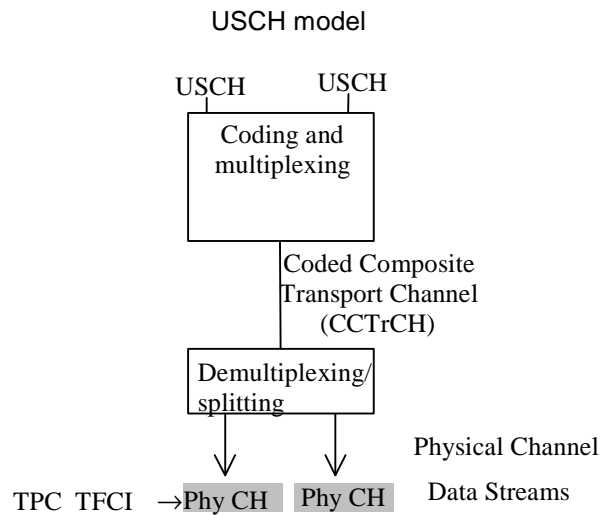 USCH model
USCH
USCH
Coding and
multiplexing
Coded Composite
Transport Channel
(CCTrCH)
Demultiplexing/
splitting
Physical Channel
Data Streams
TPC TFCI →Phy CH
Phy CH